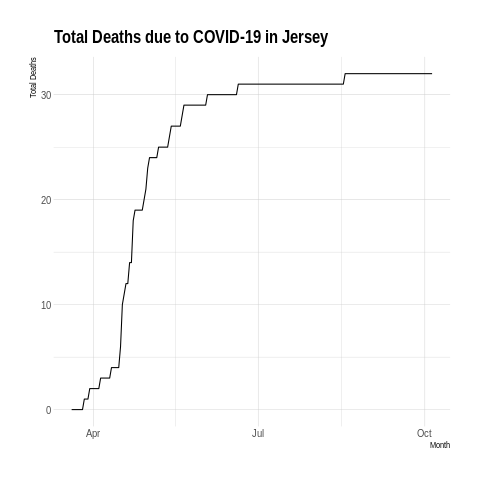 Total Deaths due to COVID-19 in Jersey
Total Deaths
30
20
10
0
Apr
Jul
Oct
Month